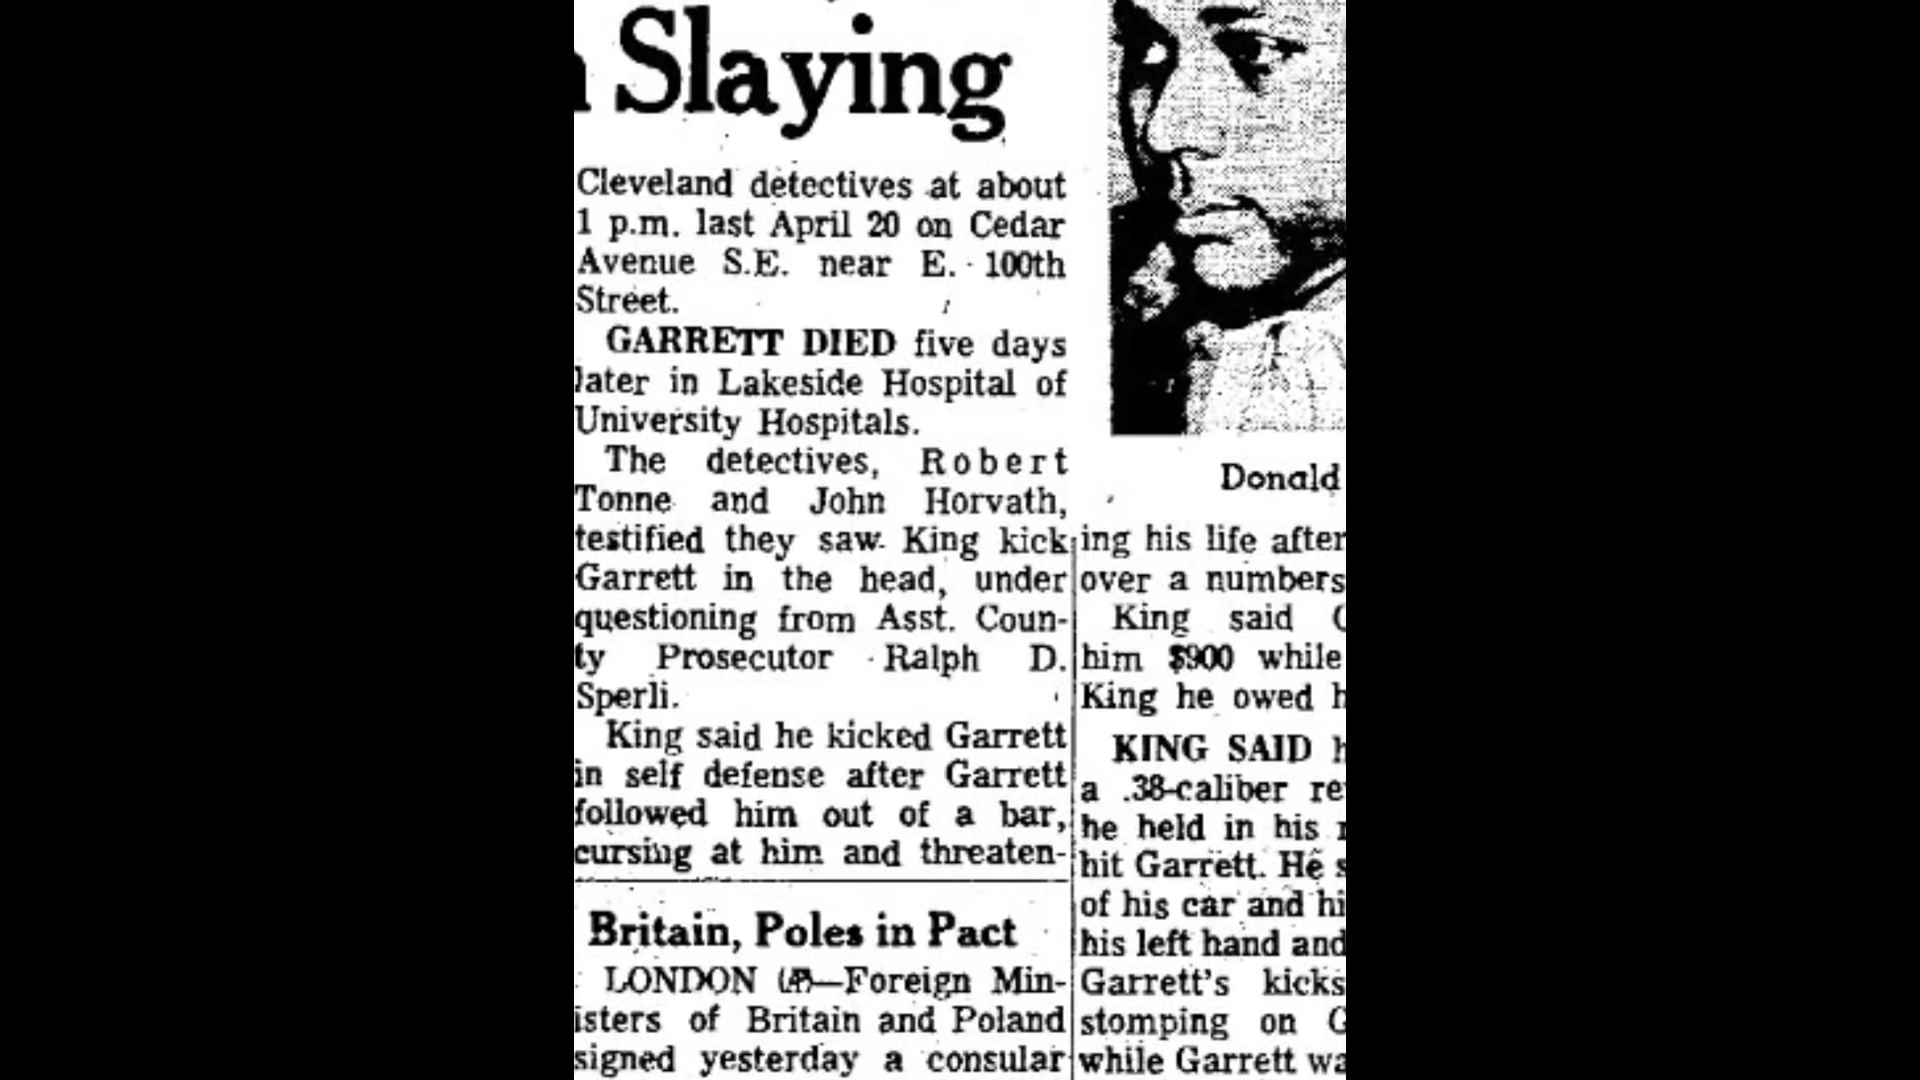 Slaying
Cleveland detectives at about
1 p.m. last April 20 on Cedar
Avenue S.E. near E. 100th
Street.
GARRETT DIED five days
later in Lakeside Hospital of
University Hospitals.
The detectives, Robert
Tonne and John Horvath,
testified they saw King kick
Garrett in the head, under
questioning from Asst. Coun-
ty Prosecutor Ralph D.
Sperli.
King said he kicked Garrett
in self defense after Garrett
followed him out of a bar,
cursing at him and threaten-
Britain, Poles in Pact
LONDON (AP)—Foreign Min-
isters of Britain and Poland
signed yesterday a consular
Donald
ing his life after
over a numbers
King said
him $900 while
King he owed
KING SAID
a .38-caliber
he held in his
hit Garrett. He
of his car and
his left hand and
Garrett's kicks
stomping on
while Garrett